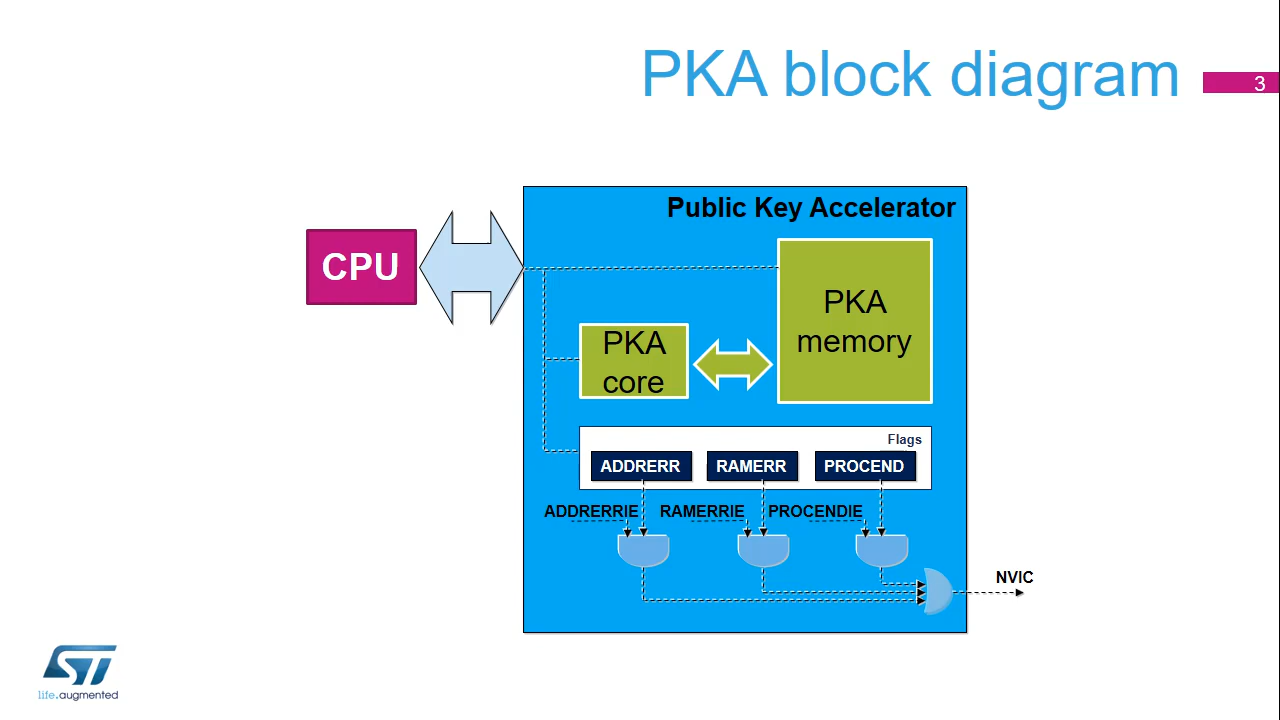 PKA block diagram
3
Public Key Accelerator
CPU
PKA
memory
PKA
core
Flags
ADDRERR
RAMERR
PROCEND
ADDRERRIE
RAMERRIE
PROCENDIE
NVIC
ST
life.augmented